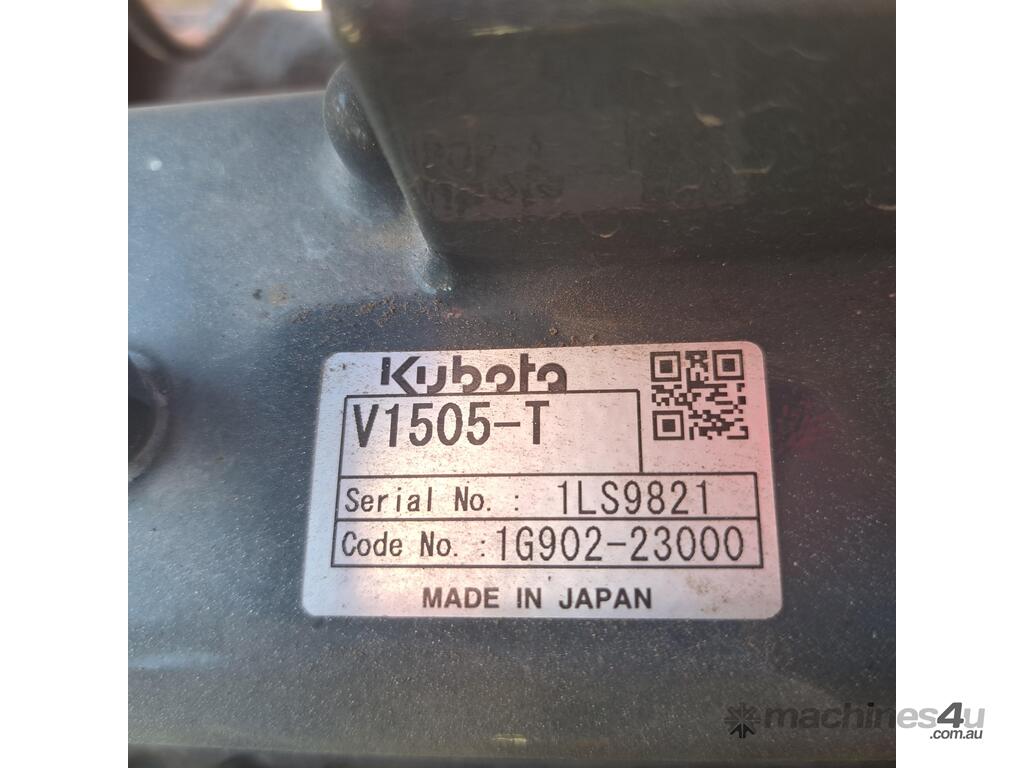 Kubota
V1505-T
Serial No. : 1LS9821
Code No. : 1G902-23000
MADE IN JAPAN
machines4u
.com.au